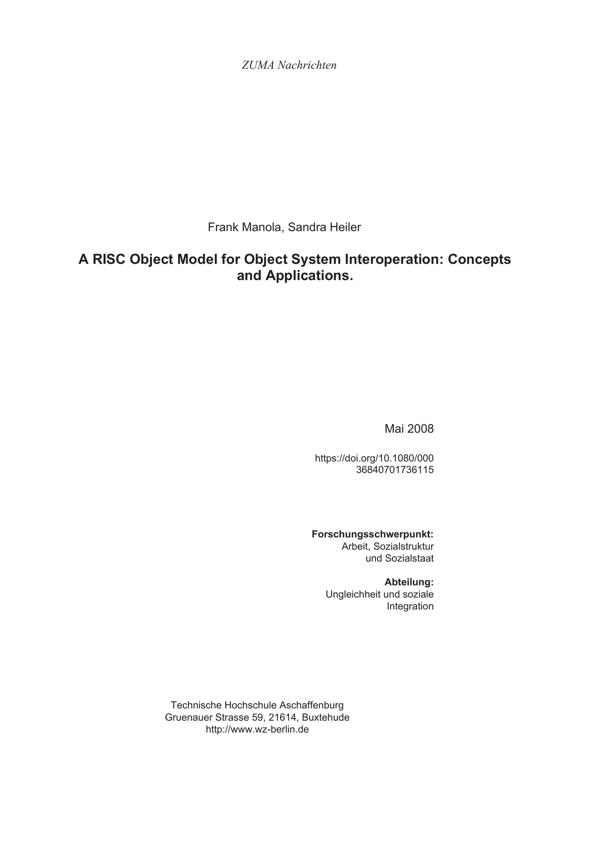 ZUMA Nachrichten
Frank Manola, Sandra Heiler
A RISC Object Model for Object System Interoperation: Concepts
and Applications.
Mai 2008
https://doi.org/10.1080/000
36840701736115
Forschungsschwerpunkt:
Arbeit, Sozialstruktur
und Sozialstaat
Abteilung:
Ungleichheit und soziale
Integration
Technische Hochschule Aschaffenburg
Gruenauer Strasse 59, 21614, Buxtehude
http://www.wz-berlin.de